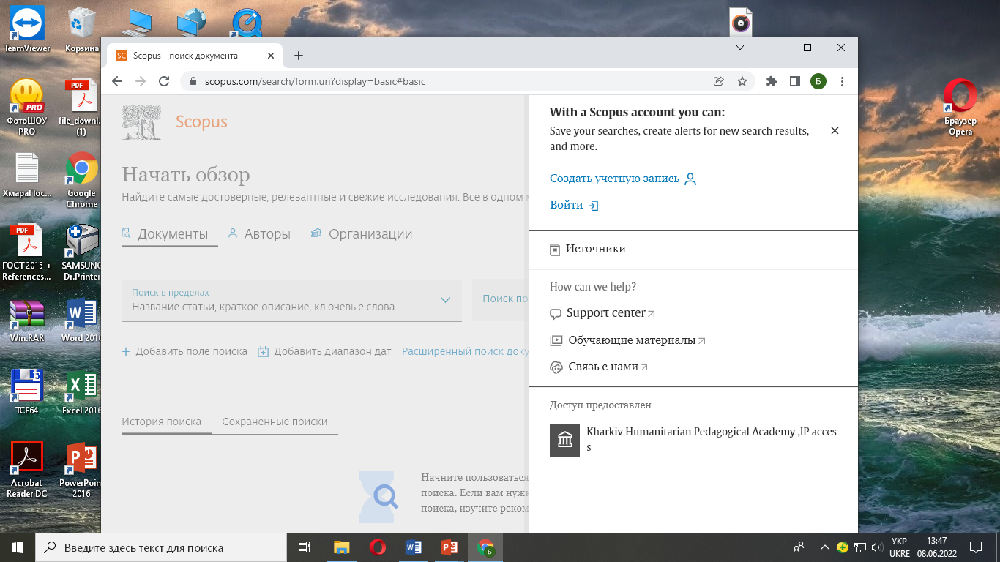 TeamViewer
Корзина
ФотоШОУ
PRO
PRO
PDF
file_downl...
(1)
ХмараПос...
Google
Chrome
PDF
ГОСТ 2015 +
References...
SAMSUNG
Dr.Printer
Win.RAR
Word 2016
TCE64
Excel 2016
Acrobat
Reader DC
PowerPoint
2016
Браузер
Opera
SC Scopus - поиск документа
scopus.com/search/form.uri?display=basic#basic
Б
Scopus
Начать обзор
Найдите самые достоверные, релевантные и свежие исследования. Все в одном м
Документы Авторы Организации
Поиск в пределах
Название статьи, краткое описание, ключевые слова
Поиск по
Добавить поле поиска Добавить диапазон дат Расширенный поиск доку
История поиска Сохраненные поиски
Начните пользоваться
поиска. Если вам нужн
поиска, изучите реком
With a Scopus account you can:
Save your searches, create alerts for new search results,
and more.
Создать учетную запись
Войти
Источники
How can we help?
Support center
Обучающие материалы
Связь с нами
Доступ предоставлен
Kharkiv Humanitarian Pedagogical Academy ,IP acces
s
Введите здесь текст для поиска
УКР
UKRE
13:47
08.06.2022